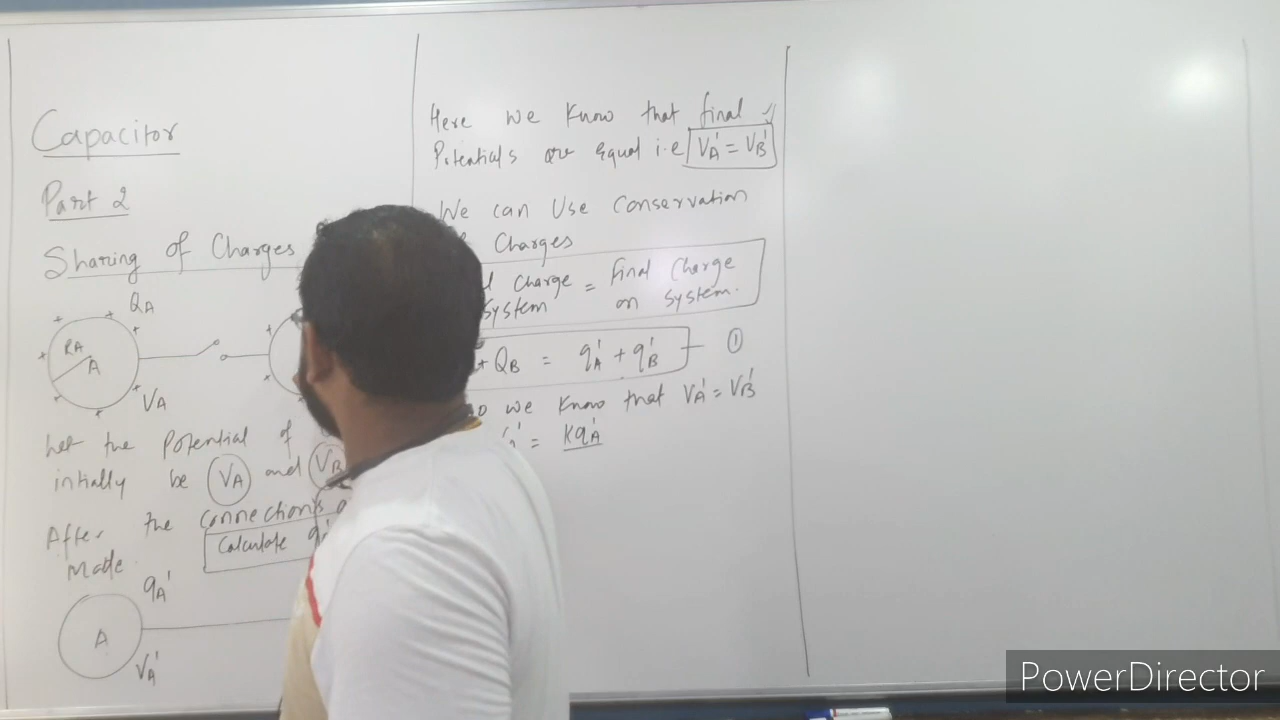 Capacitor
Part 2
Sharing of Charges
QA
RA
A
VA
Let the Potential of
initially be VA and VB
After the connections
made
Calculate
qA'
A
VA'
Here we know that final
Potentials are equal i.e VA' = VB'
We can Use Conservation
Charges
Charge = final Charge
System on System.
+ QB = qA' + qB' — ①
we know that VA' = VB'
= KqA'
PowerDirector